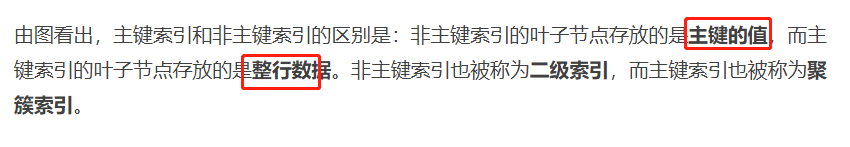 由图看出，主键索引和非主键索引的区别是：非主键索引的叶子节点存放的是主键的值，而主
键索引的叶子节点存放的是整行数据。非主键索引也被称为二级索引，而主键索引也被称为聚
簇索引。